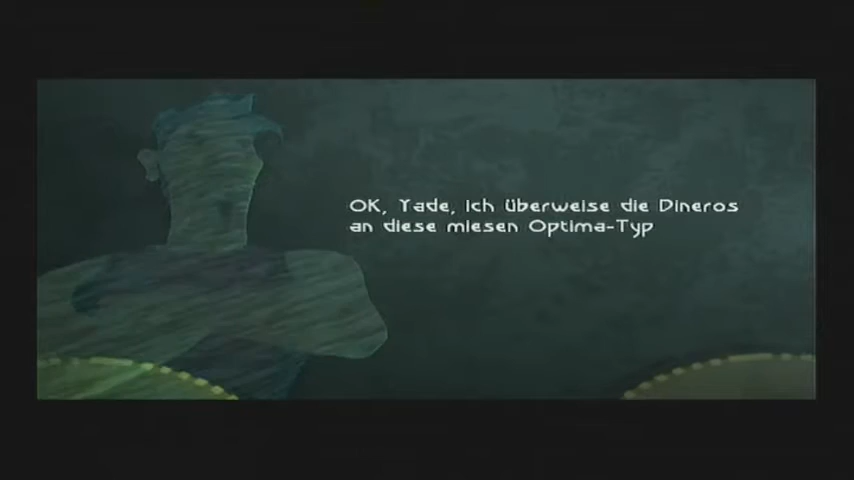 OK, Yade, ich überweise die Dineros
an diese miesen Optima-Typ